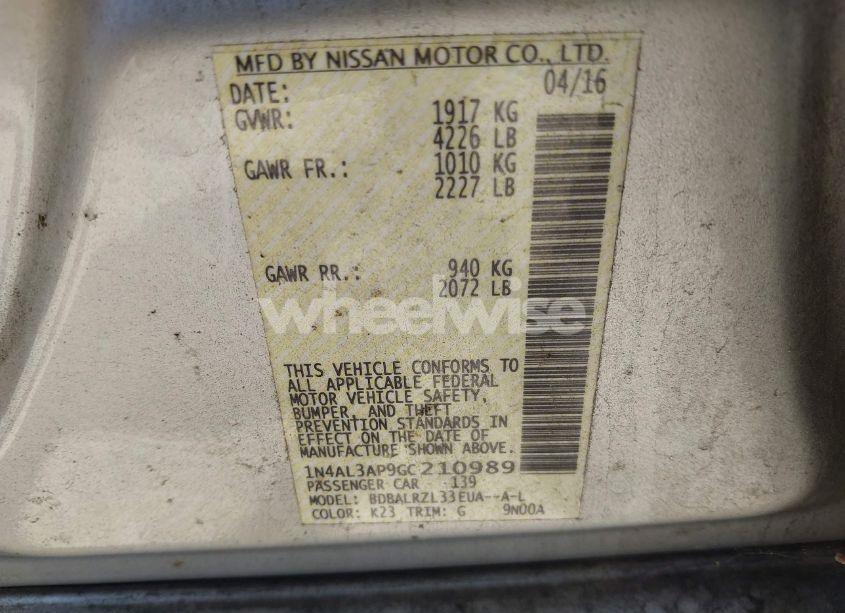 MFD BY NISSAN MOTOR CO., LTD.
DATE: 04/16
GVWR: 1917 KG
4226 LB
GAWR FR.: 1010 KG
2227 LB
GAWR RR.: 940 KG
2072 LB
wheelwise
THIS VEHICLE CONFORMS TO
ALL APPLICABLE FEDERAL
MOTOR VEHICLE SAFETY,
BUMPER, AND THEFT
PREVENTION STANDARDS IN
EFFECT ON THE DATE OF
MANUFACTURE SHOWN ABOVE.
1N4AL3AP9GC210989
PASSENGER CAR 139
MODEL: BDBALRZL33EUA--A-L
COLOR: K23 TRIM: G 9N00A